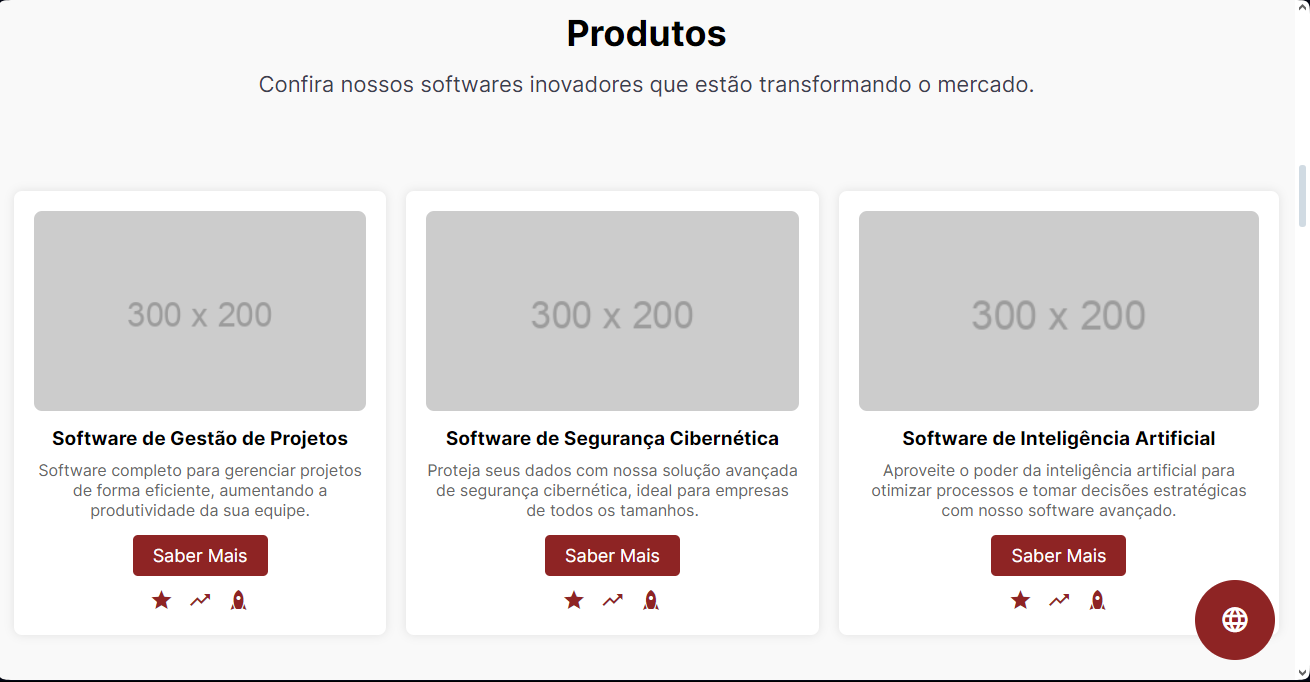 Produtos
Confira nossos softwares inovadores que estão transformando o mercado.
300 x 200
Software de Gestão de Projetos
Software completo para gerenciar projetos
de forma eficiente, aumentando a
produtividade da sua equipe.
Saber Mais
300 x 200
Software de Segurança Cibernética
Proteja seus dados com nossa solução avançada
de segurança cibernética, ideal para empresas
de todos os tamanhos.
Saber Mais
300 x 200
Software de Inteligência Artificial
Aproveite o poder da inteligência artificial para
otimizar processos e tomar decisões estratégicas
com nosso software avançado.
Saber Mais